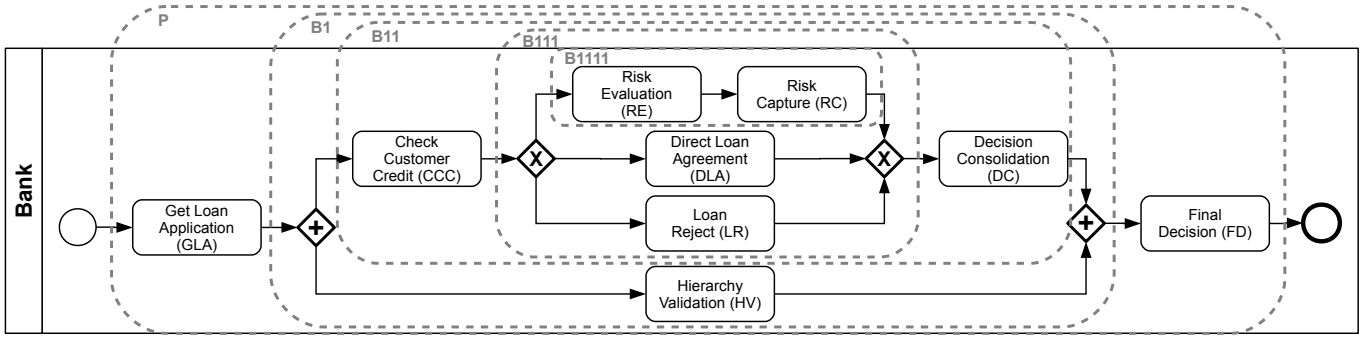 P
B1
B11
B111
B1111
Bank
Get Loan
Application
(GLA)
Check
Customer
Credit (CCC)
X
Risk
Evaluation
(RE)
Risk
Capture (RC)
Direct Loan
Agreement
(DLA)
Loan
Reject (LR)
X
Decision
Consolidation
(DC)
Hierarchy
Validation (HV)
Final
Decision (FD)